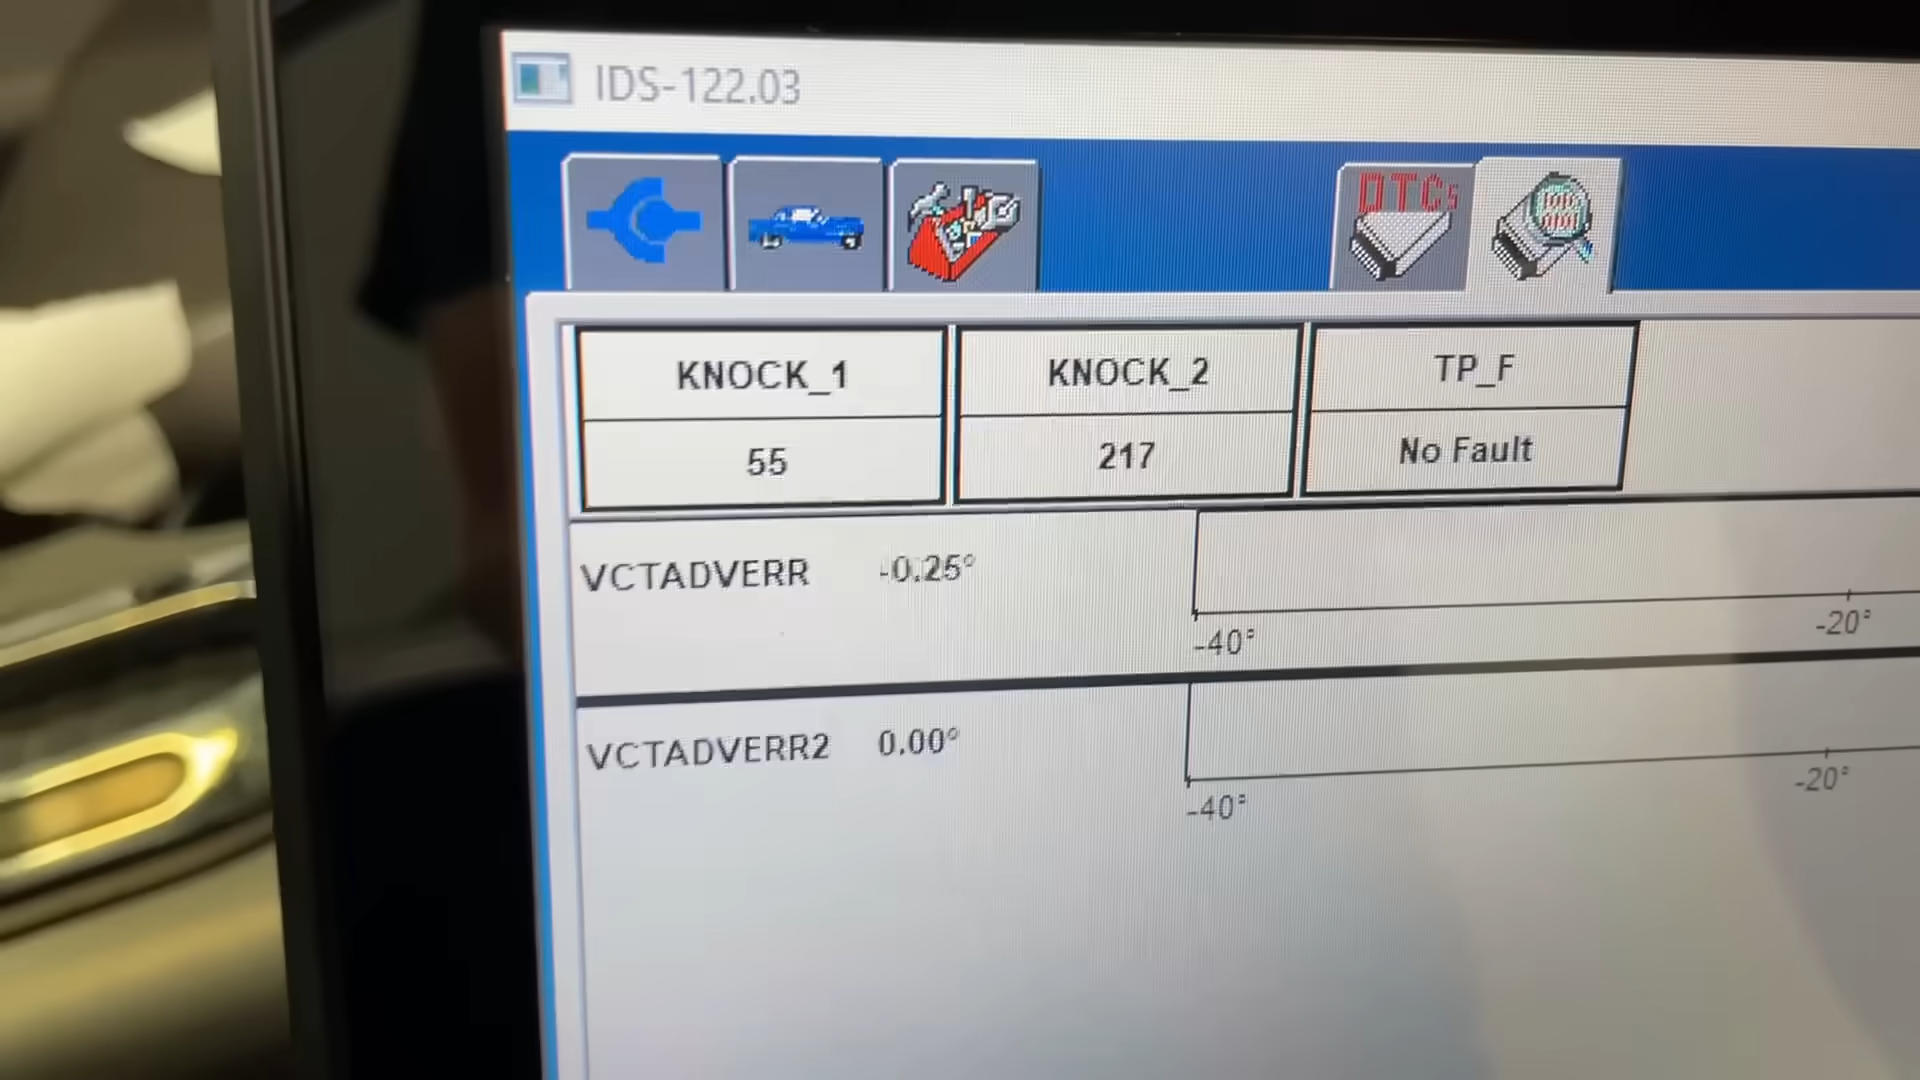 IDS-122.03
DTCs
KNOCK_1
KNOCK_2
TP_F
55
217
No Fault
VCTADVERR
-0.25°
-40°
-20°
VCTADVERR2
0.00°
-40°
-20°